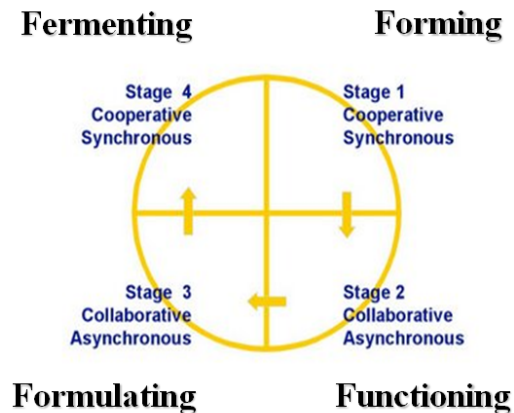 Fermenting
Forming
Stage 4
Cooperative
Synchronous
Stage 1
Cooperative
Synchronous
Stage 3
Collaborative
Asynchronous
Stage 2
Collaborative
Asynchronous
Formulating
Functioning